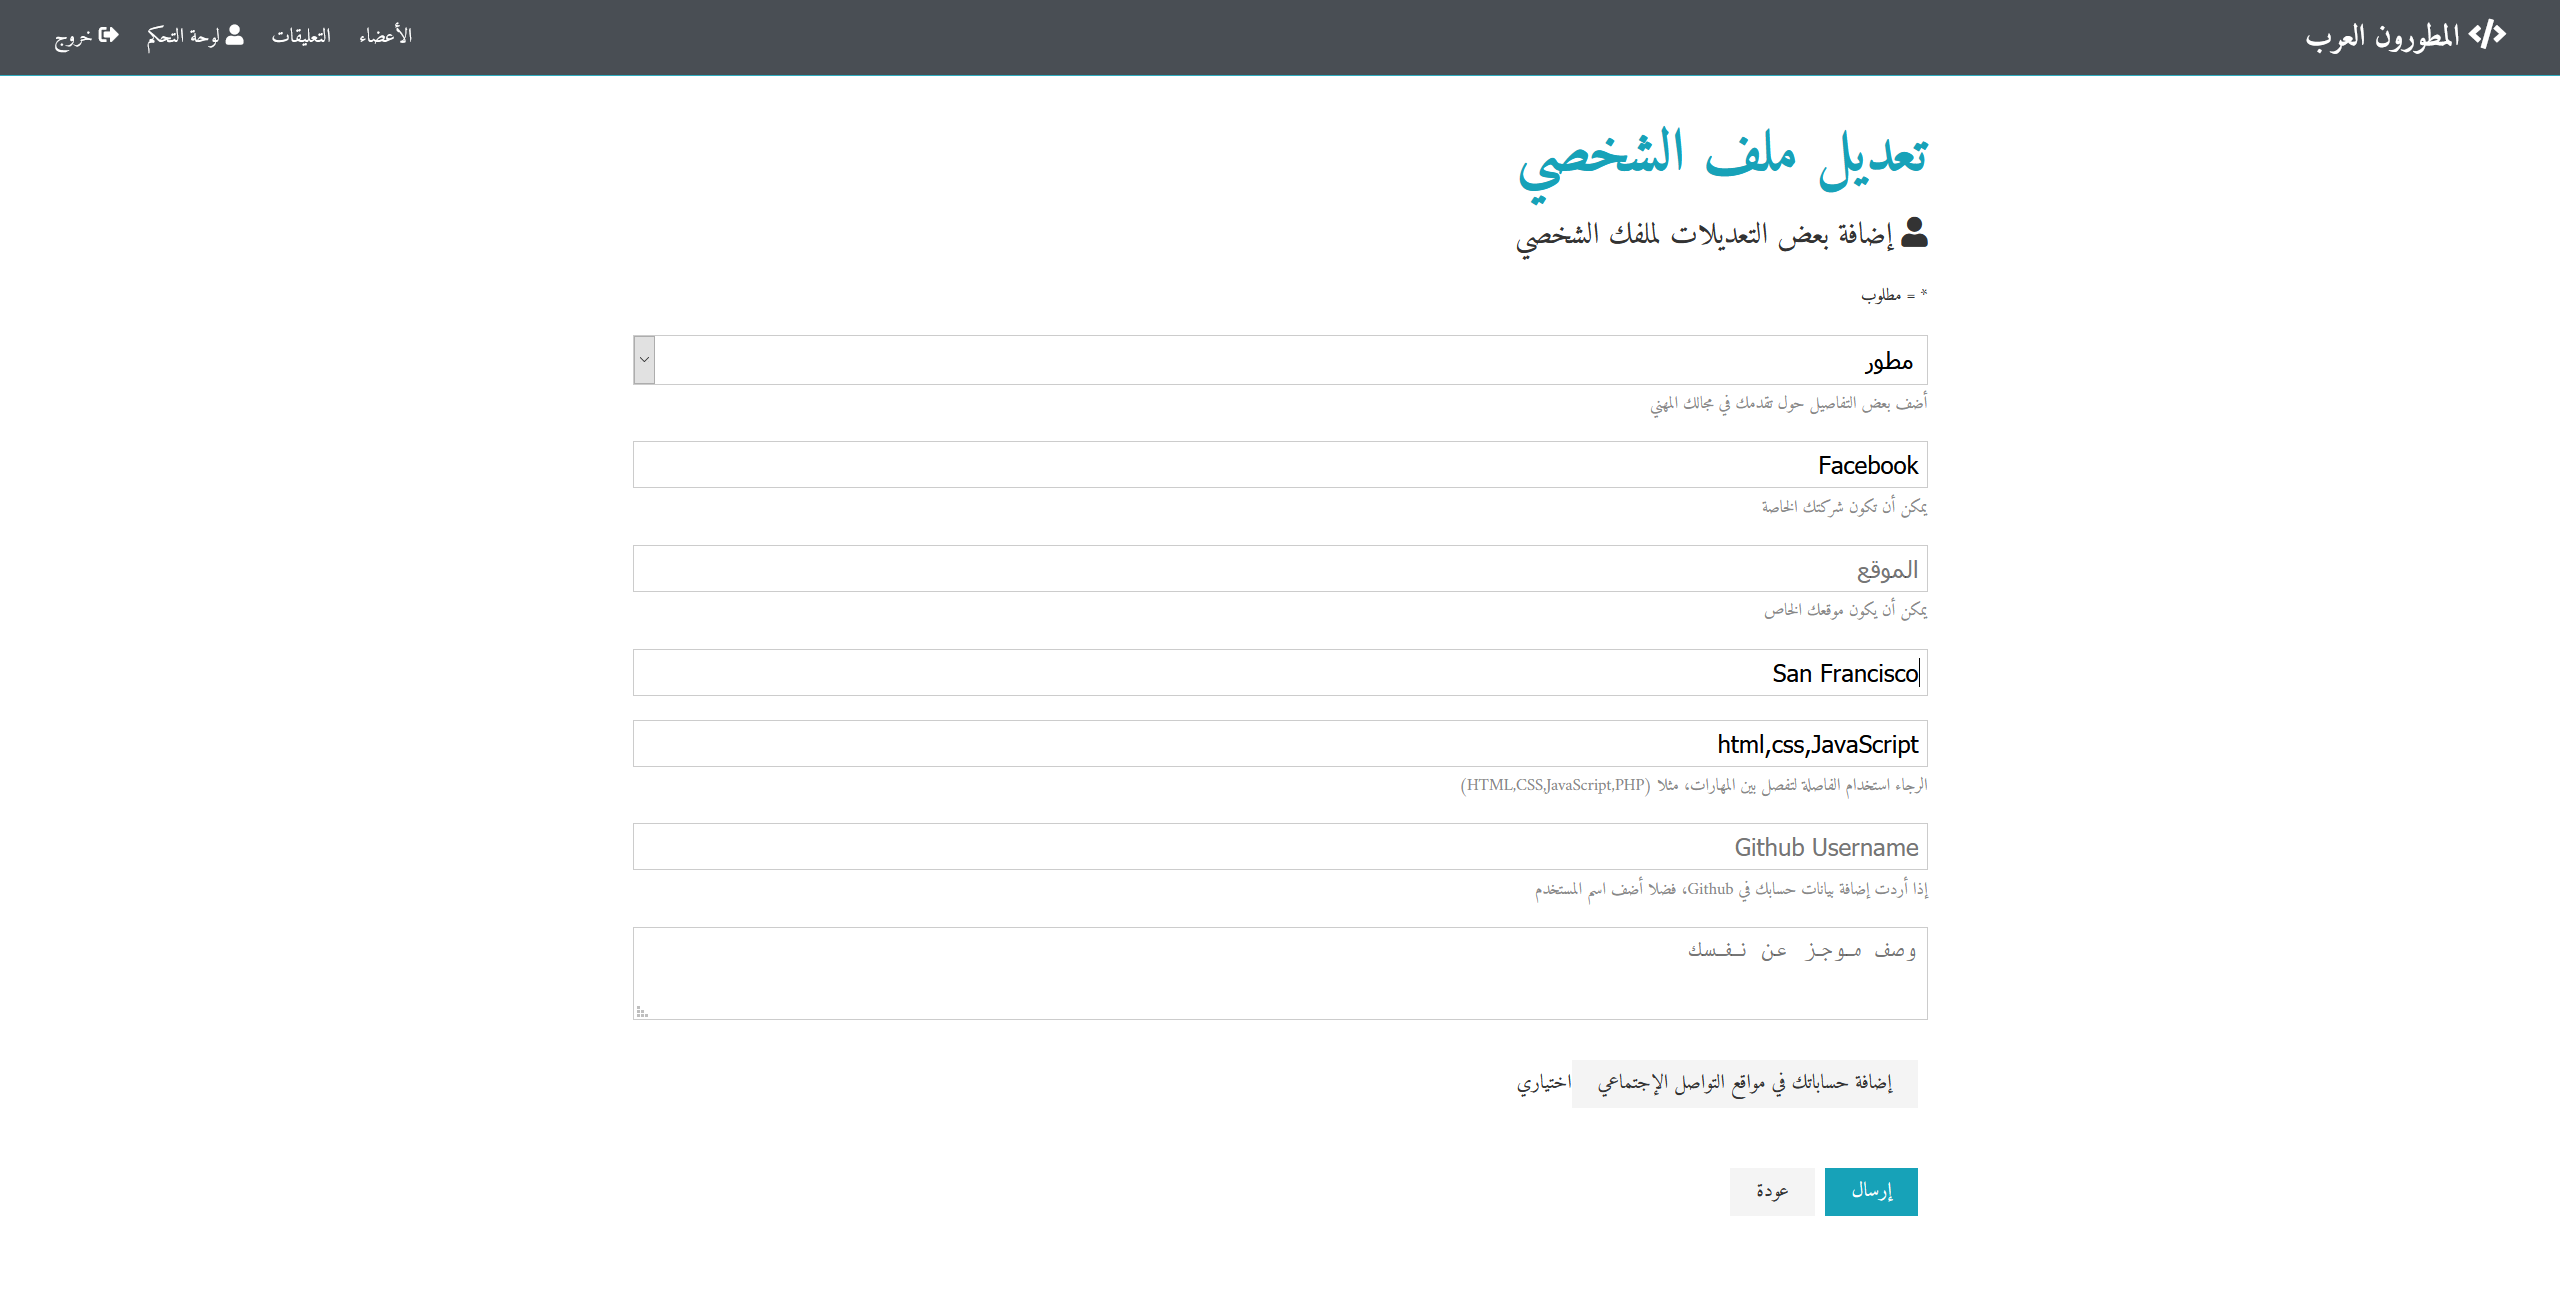 المطورون العرب
الأعضاء
التعليقات
لوحة التحكم
خروج
تعديل ملف الشخصي
إضافة بعض التعديلات لملفك الشخصي
* = مطلوب
مطور
أضف بعض التفاصيل حول تقدمك في مجالك المهني
Facebook
يمكن أن تكون شركتك الخاصة
الموقع
يمكن أن يكون موقعك الخاص
San Francisco
html,css,JavaScript
الرجاء استخدام الفاصلة لتفصل بين المهارات، مثلا (HTML,CSS,JavaScript,PHP)
Github Username
إذا أردت إضافة بيانات حسابك في Github، فضلا أضف اسم المستخدم
وصف موجز عن نفسك
إضافة حساباتك في مواقع التواصل الإجتماعي اختياري
إرسال
عودة